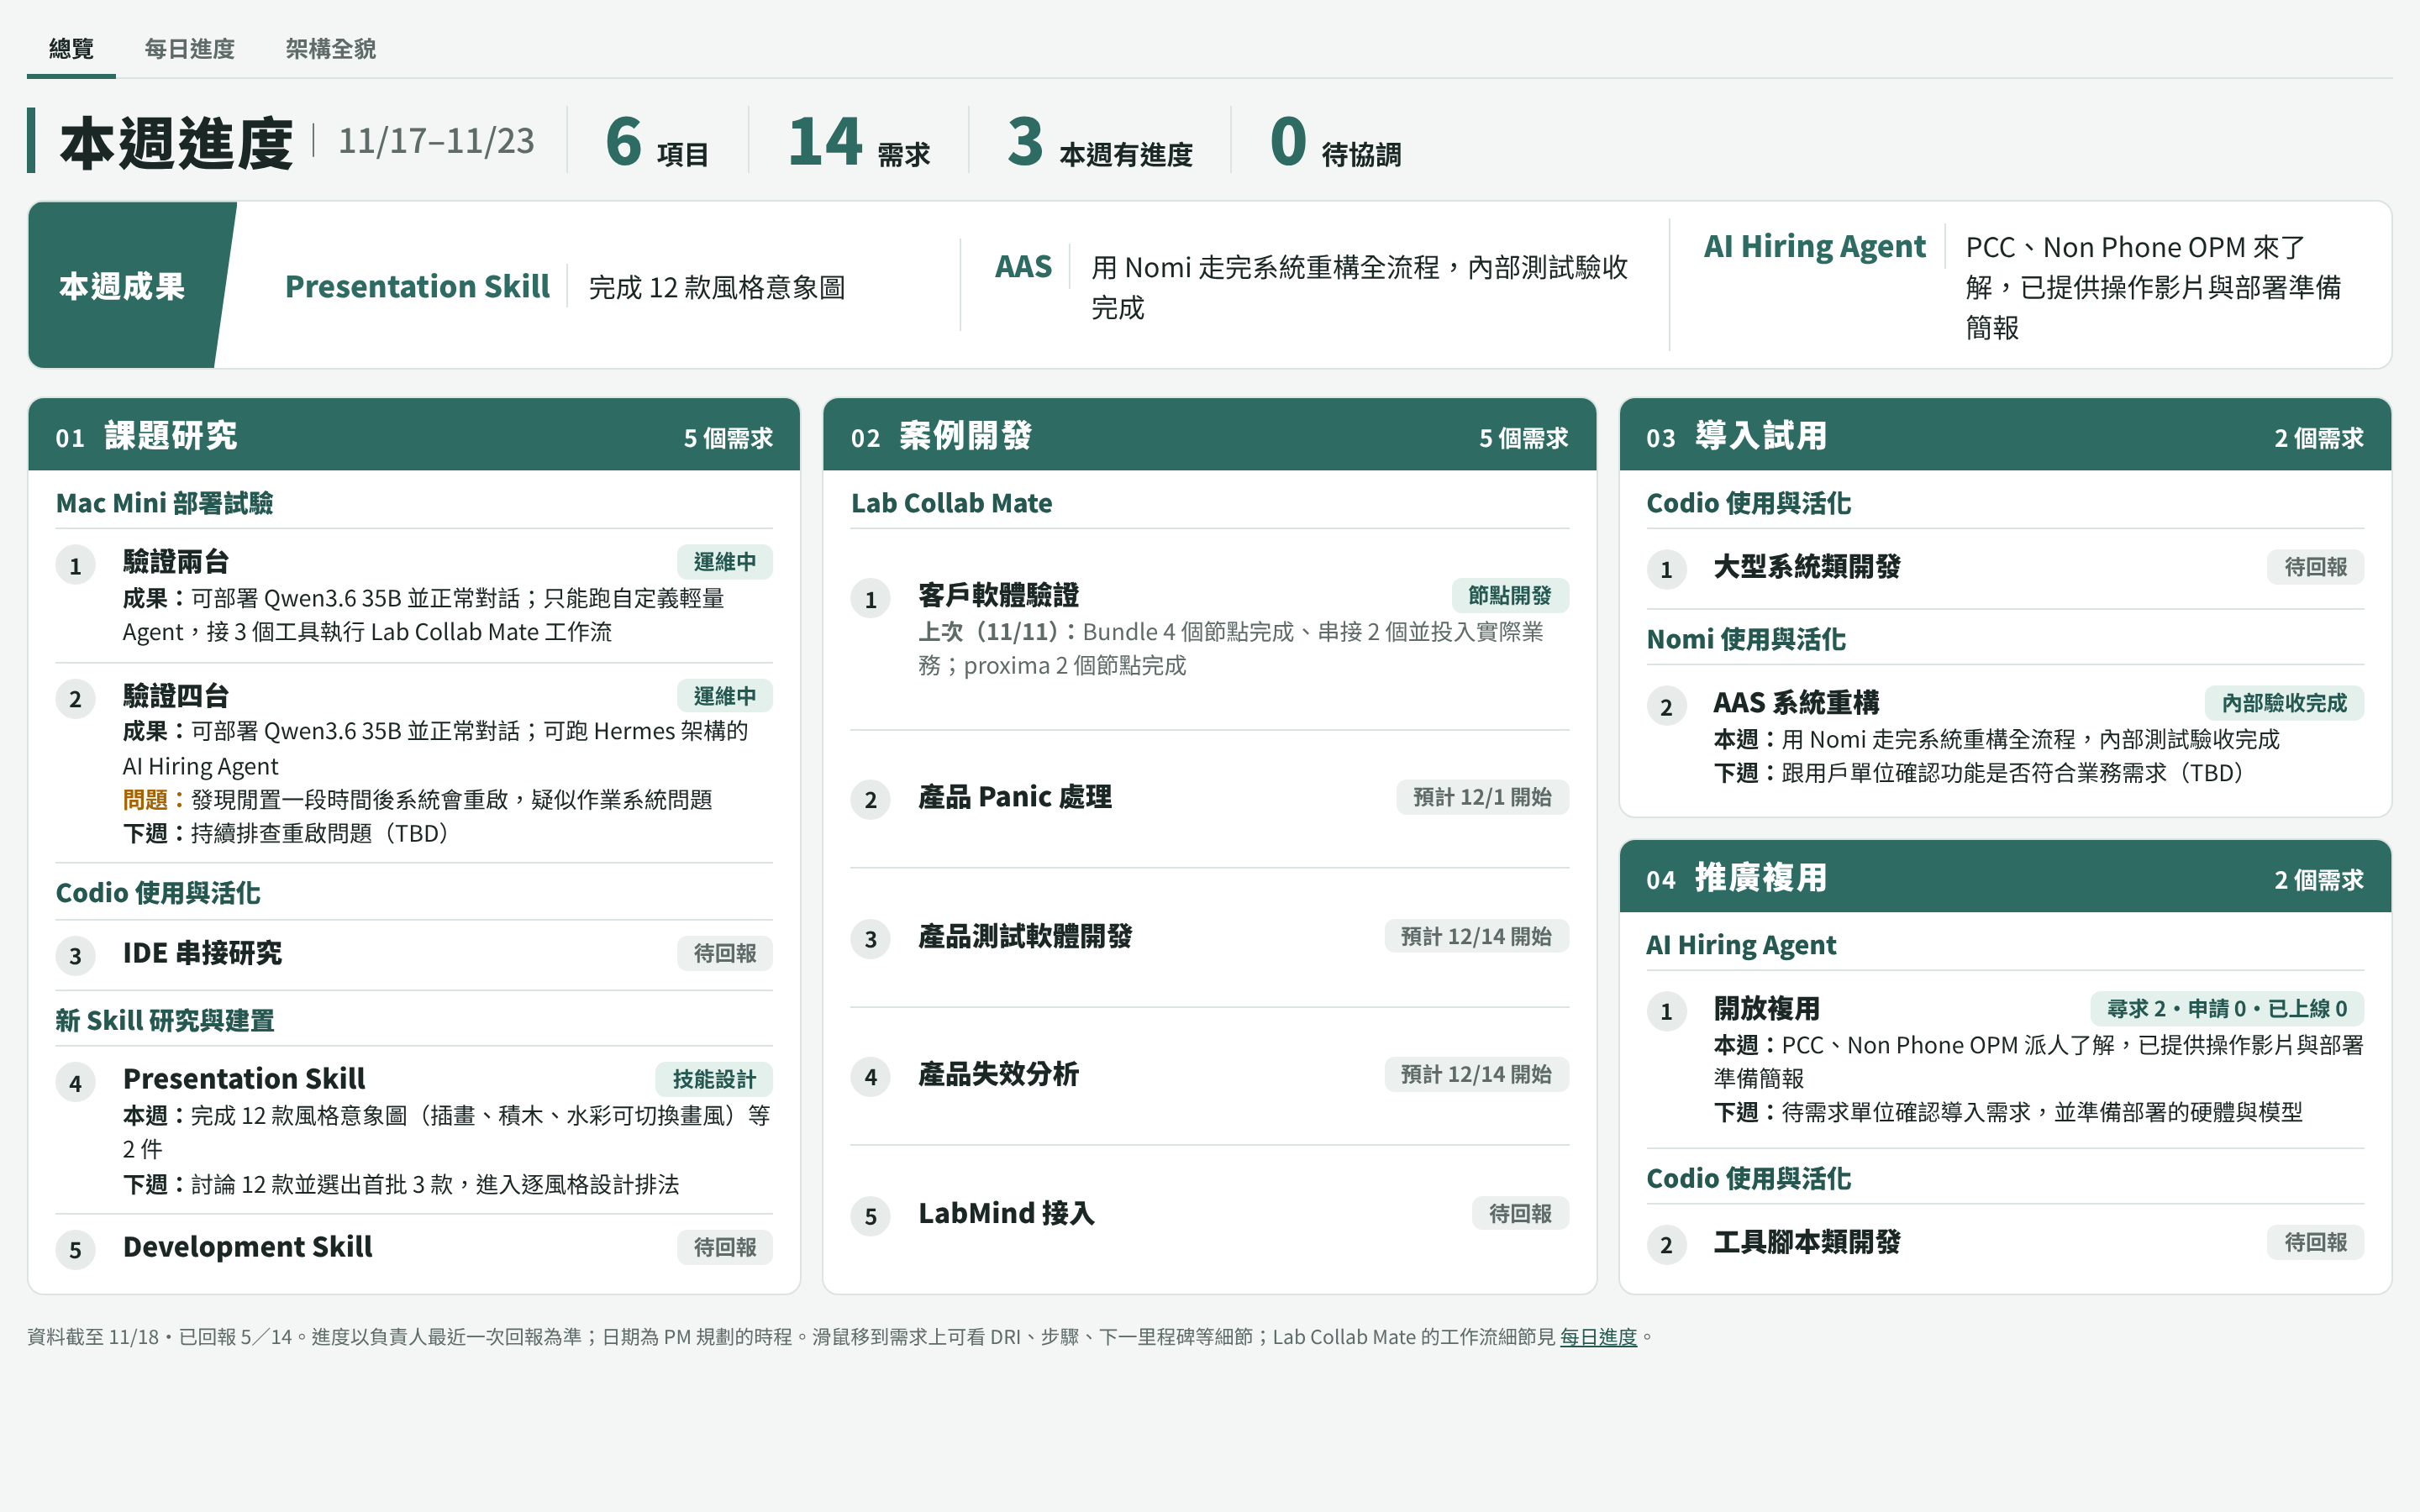 總覽 每日進度 架構全貌
本週進度 11/17–11/23 6 項目 14 需求 3 本週有進度 0 待協調
本週成果
Presentation Skill 完成 12 款風格意象圖
AAS 用 Nomi 走完系統重構全流程，內部測試驗收
完成
AI Hiring Agent PCC、Non Phone OPM 來了
解，已提供操作影片與部署準備
簡報
01 課題研究 5 個需求
Mac Mini 部署試驗
1 驗證兩台 運維中
成果：可部署 Qwen3.6 35B 並正常對話；只能跑自定義輕量
Agent，接 3 個工具執行 Lab Collab Mate 工作流
2 驗證四台 運維中
成果：可部署 Qwen3.6 35B 並正常對話；可跑 Hermes 架構的
AI Hiring Agent
問題：發現閒置一段時間後系統會重啟，疑似作業系統問題
下週：持續排查重啟問題（TBD）
Codio 使用與活化
3 IDE 串接研究 待回報
新 Skill 研究與建置
4 Presentation Skill 技能設計
本週：完成 12 款風格意象圖（插畫、積木、水彩可切換畫風）等
2 件
下週：討論 12 款並選出首批 3 款，進入逐風格設計排法
5 Development Skill 待回報
02 案例開發 5 個需求
Lab Collab Mate
1 客戶軟體驗證 節點開發
上次（11/11）：Bundle 4 個節點完成、串接 2 個並投入實際業
務；proxima 2 個節點完成
2 產品 Panic 處理 預計 12/1 開始
3 產品測試軟體開發 預計 12/14 開始
4 產品失效分析 預計 12/14 開始
5 LabMind 接入 待回報
03 導入試用 2 個需求
Codio 使用與活化
1 大型系統類開發 待回報
Nomi 使用與活化
2 AAS 系統重構 內部驗收完成
本週：用 Nomi 走完系統重構全流程，內部測試驗收完成
下週：跟用戶單位確認功能是否符合業務需求（TBD）
04 推廣複用 2 個需求
AI Hiring Agent
1 開放複用 尋求 2・申請 0・已上線 0
本週：PCC、Non Phone OPM 派人了解，已提供操作影片與部署
準備簡報
下週：待需求單位確認導入需求，並準備部署的硬體與模型
Codio 使用與活化
2 工具腳本類開發 待回報
資料截至 11/18・已回報 5／14。進度以負責人最近一次回報為準；日期為 PM 規劃的時程。滑鼠移到需求上可看 DRI、步驟、下一里程碑等細節；Lab Collab Mate 的工作流細節見 每日進度。